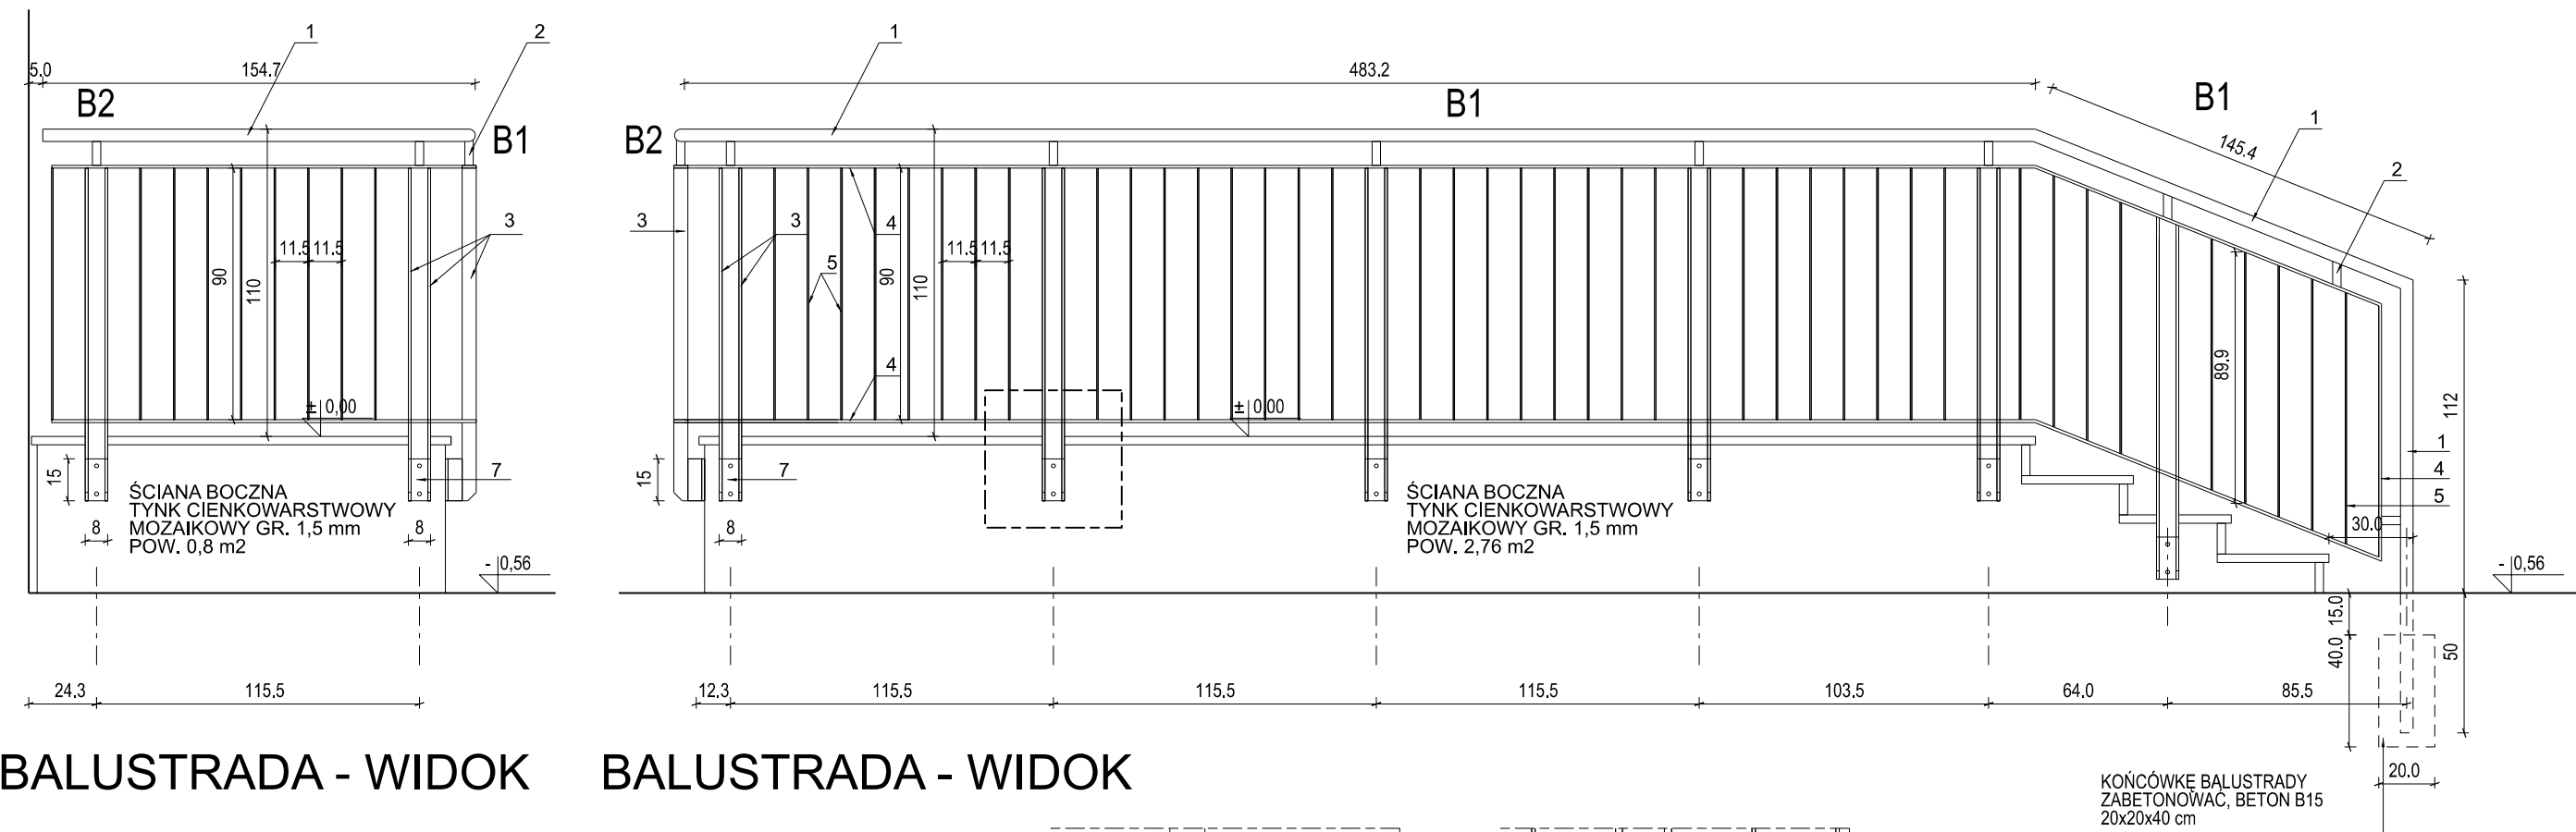 1
2
5.0
154.7
B2
B1
3
11.5
11.5
90
110
± 0,00
15
7
ŚCIANA BOCZNA
TYNK CIENKOWARSTWOWY
MOZAIKOWY GR. 1,5 mm
POW. 0,8 m2
8
8
- 0,56
24.3
115.5
BALUSTRADA - WIDOK
1
483.2
B1
B1
B2
145.4
1
2
3
3
4
5
11.5
11.5
90
110
4
± 0,00
89.9
112
1
4
5
30.0
15
7
8
ŚCIANA BOCZNA
TYNK CIENKOWARSTWOWY
MOZAIKOWY GR. 1,5 mm
POW. 2,76 m2
- 0,56
15.0
40.0
50
12.3
115.5
115.5
115.5
103.5
64.0
85.5
20.0
BALUSTRADA - WIDOK
KOŃCÓWKĘ BALUSTRADY
ZABETONOWAĆ, BETON B15
20x20x40 cm